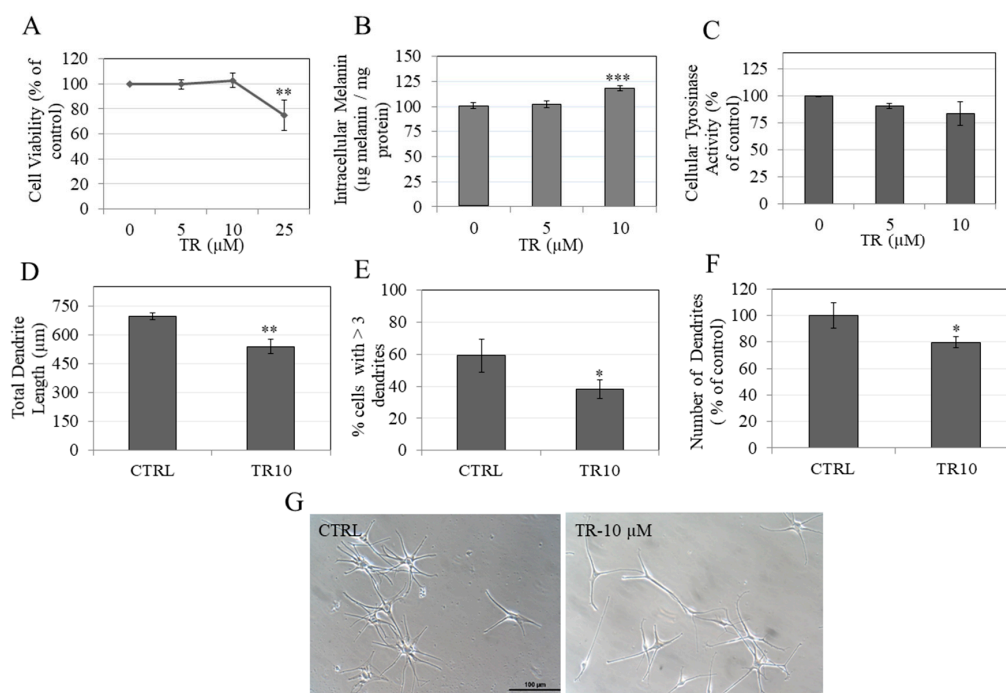 A
Cell Viability (% of
control)
120
100
80
60
40
20
0
**
0 5 10 25
TR (µM)
B
Intracellular Melanin
(µg melanin / mg
protein)
150
125
100
75
50
25
0
***
0 5 10
TR (µM)
C
Cellular Tyrosinase
Activity (%
of control)
125
100
75
50
25
0
0 5 10
TR (µM)
D
Total Dendrite
Length (µm)
750
600
450
300
150
0
**
CTRL TR10
E
% cells with > 3
dendrites
100
80
60
40
20
0
*
CTRL TR10
F
Number of Dendrites
( % of control)
120
100
80
60
40
20
0
*
CTRL TR10
G
CTRL
100 µm
TR-10 µM